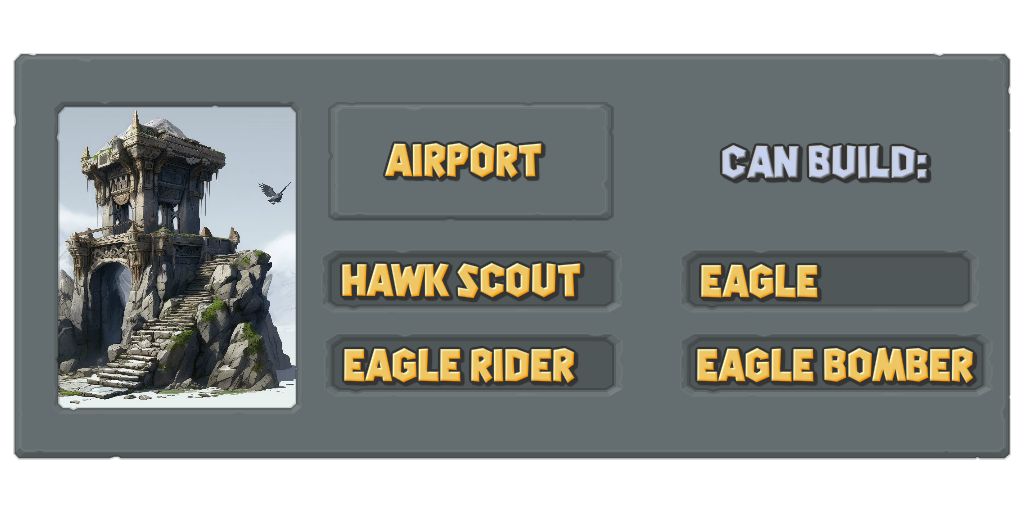 AIRPORT
CAN BUILD:
HAWK SCOUT
EAGLE
EAGLE RIDER
EAGLE BOMBER